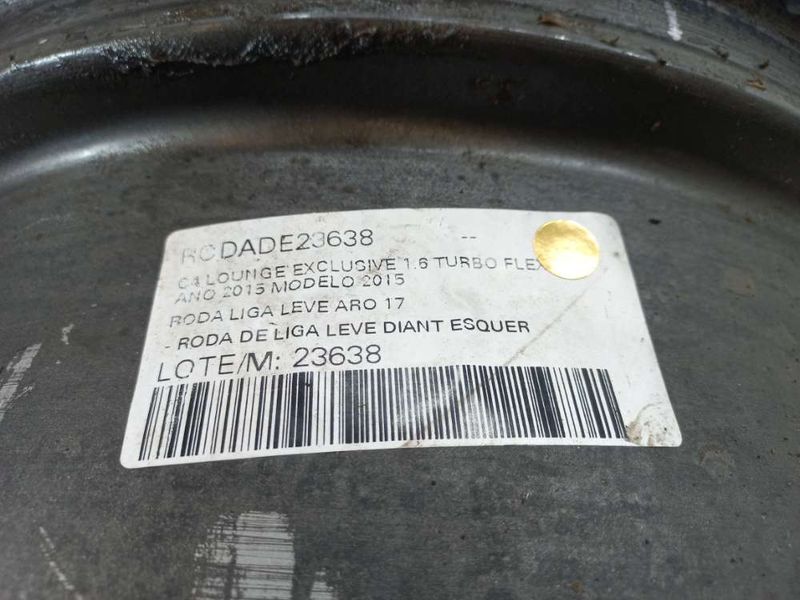 RODADE23638 --
C4 LOUNGE EXCLUSIVE 1.6 TURBO FLEX
ANO 2015 MODELO 2015
RODA LIGA LEVE ARO 17
- RODA DE LIGA LEVE DIANT ESQUER
LOTE/M: 23638